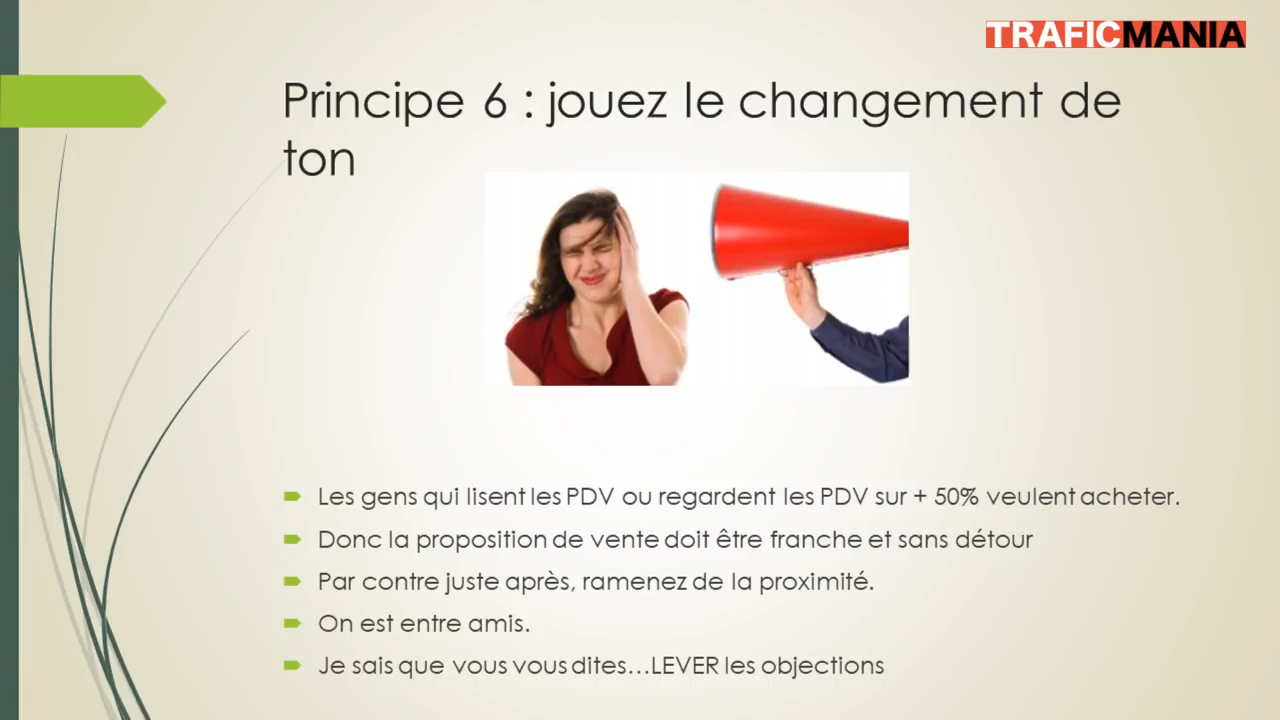 TRAFICMANIA
Principe 6 : jouez le changement de
ton
Les gens qui lisent les PDV ou regardent les PDV sur + 50% veulent acheter.
Donc la proposition de vente doit être franche et sans détour
Par contre juste après, ramenez de la proximité.
On est entre amis.
Je sais que vous vous dites...LEVER les objections